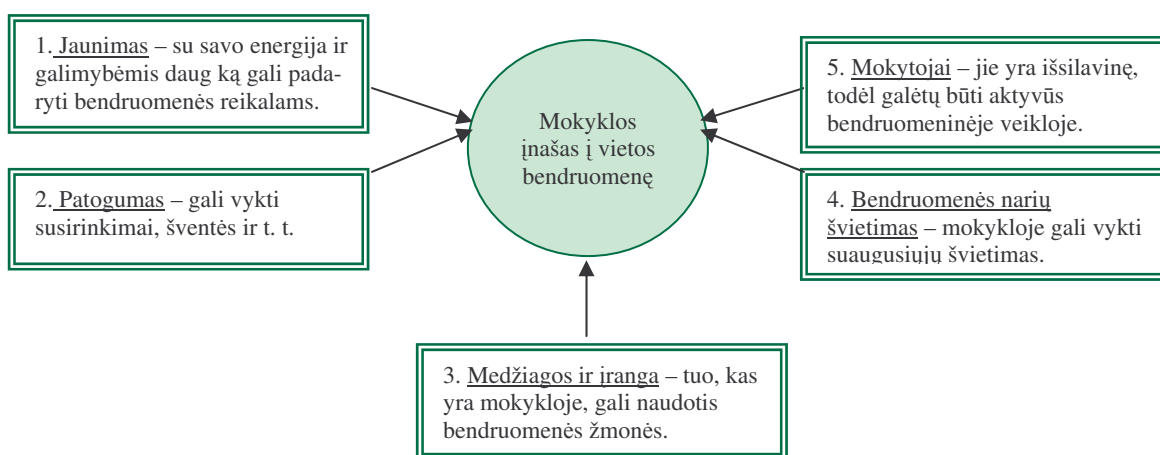 1. Jaunimas – su savo energija ir
galimybėmis daug ką gali pada-
ryti bendruomenės reikalams.
2. Patogumas – gali vykti
susirinkimai, šventės ir t. t.
Mokyklos
įnašas į vietos
bendruomenę
3. Medžiagos ir įranga – tuo, kas
yra mokykloje, gali naudotis
bendruomenės žmonės.
5. Mokytojai – jie yra išsilavinę,
todėl galėtų būti aktyvūs
bendruomeninėje veikloje.
4. Bendruomenės narių
švietimas – mokykloje gali vykti
suaugusiųjų švietimas.